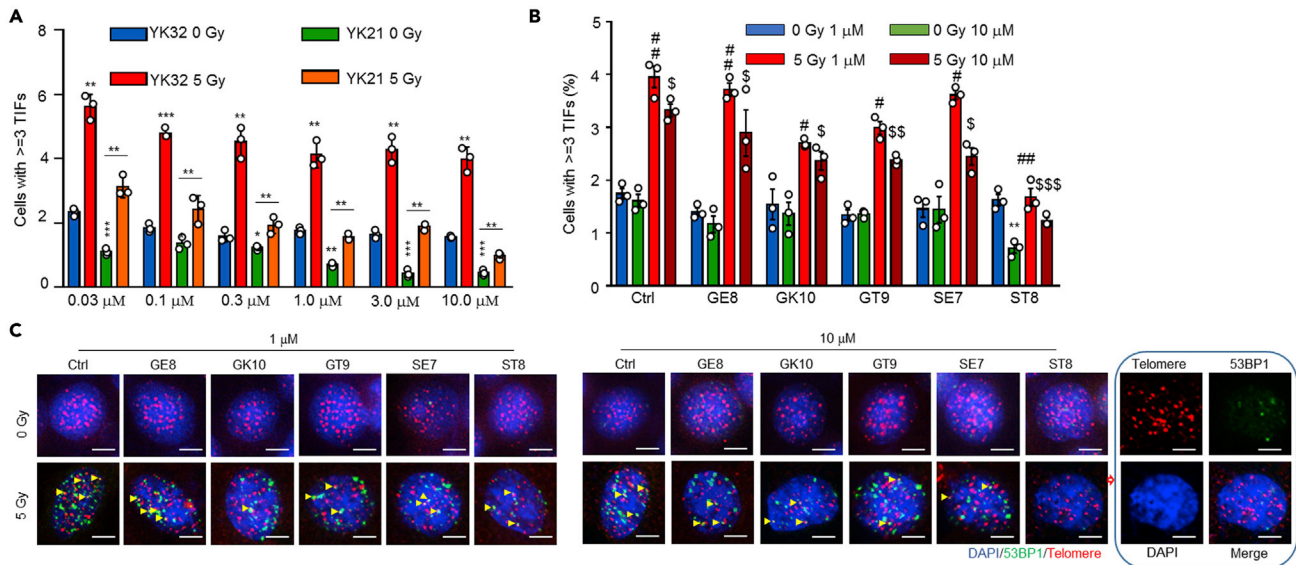 A
YK32 0 Gy YK21 0 Gy
YK32 5 Gy YK21 5 Gy
Cells with >=3 TIFs
8
6
4
2
0
** *** ** ** ** **
** ** ** ** ** **
*** * ** *** ***
0.03 μM 0.1 μM 0.3 μM 1.0 μM 3.0 μM 10.0 μM
B
0 Gy 1 μM 0 Gy 10 μM
5 Gy 1 μM 5 Gy 10 μM
Cells with >=3 TIFs (%)
5
4
3
2
1
0
## ## # # # ##
$ $ $ $$ $ $$$
**
Ctrl GE8 GK10 GT9 SE7 ST8
C
1 μM 10 μM
Ctrl GE8 GK10 GT9 SE7 ST8 Ctrl GE8 GK10 GT9 SE7 ST8 Telomere 53BP1
0 Gy
5 Gy
DAPI/53BP1/Telomere DAPI Merge